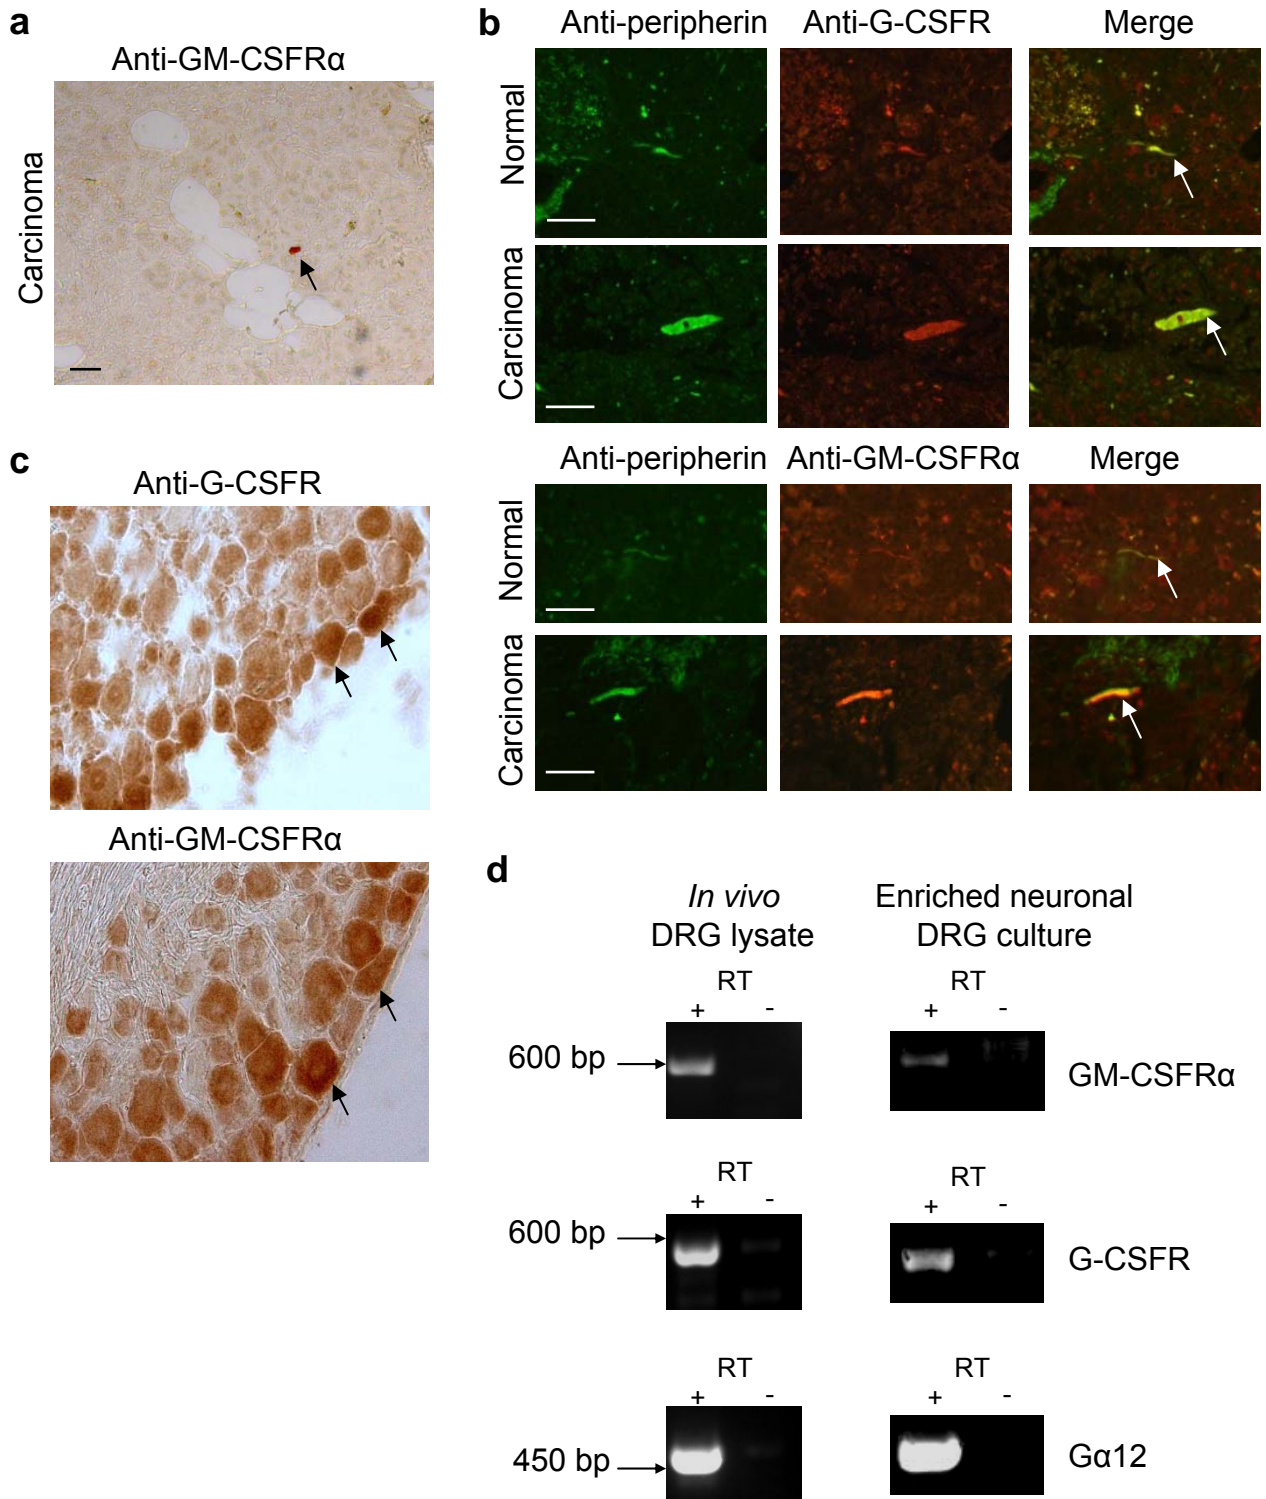 a
Anti-GM-CSFRα
Carcinoma
b
Anti-peripherin Anti-G-CSFR Merge
Normal
Carcinoma
Anti-peripherin Anti-GM-CSFRα Merge
Normal
Carcinoma
c
Anti-G-CSFR
Anti-GM-CSFRα
d
In vivo
DRG lysate
Enriched neuronal
DRG culture
RT RT
+ - + -
600 bp
GM-CSFRα
RT RT
+ - + -
600 bp
G-CSFR
RT RT
+ - + -
450 bp
Gα12